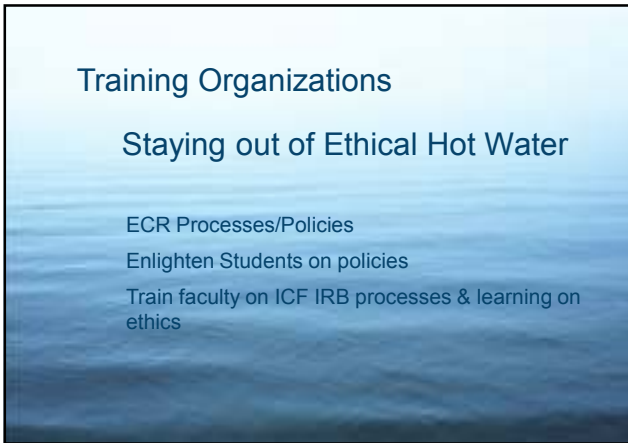 Training Organizations
Staying out of Ethical Hot Water
ECR Processes/Policies
Enlighten Students on policies
Train faculty on ICF IRB processes & learning on
ethics